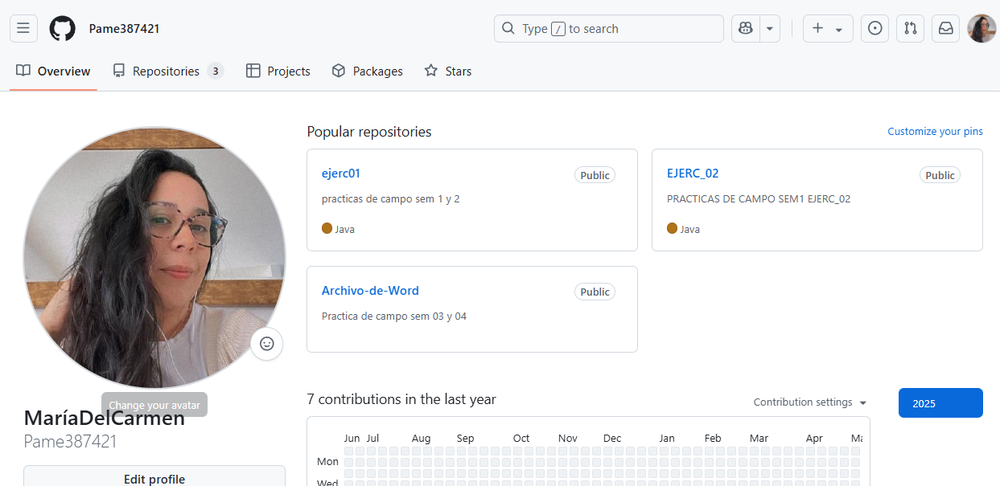 Pame387421
Type / to search
Overview
Repositories 3
Projects
Packages
Stars
Popular repositories
Customize your pins
ejerc01
Public
practicas de campo sem 1 y 2
Java
EJERC_02
Public
PRACTICAS DE CAMPO SEM1 EJERC_02
Java
Archivo-de-Word
Public
Practica de campo sem 03 y 04
Change your avatar
MaríaDelCarmen
Pame387421
Edit profile
7 contributions in the last year
Contribution settings
2025
Jun Jul Aug Sep Oct Nov Dec Jan Feb Mar Apr Ma
Mon
Wed